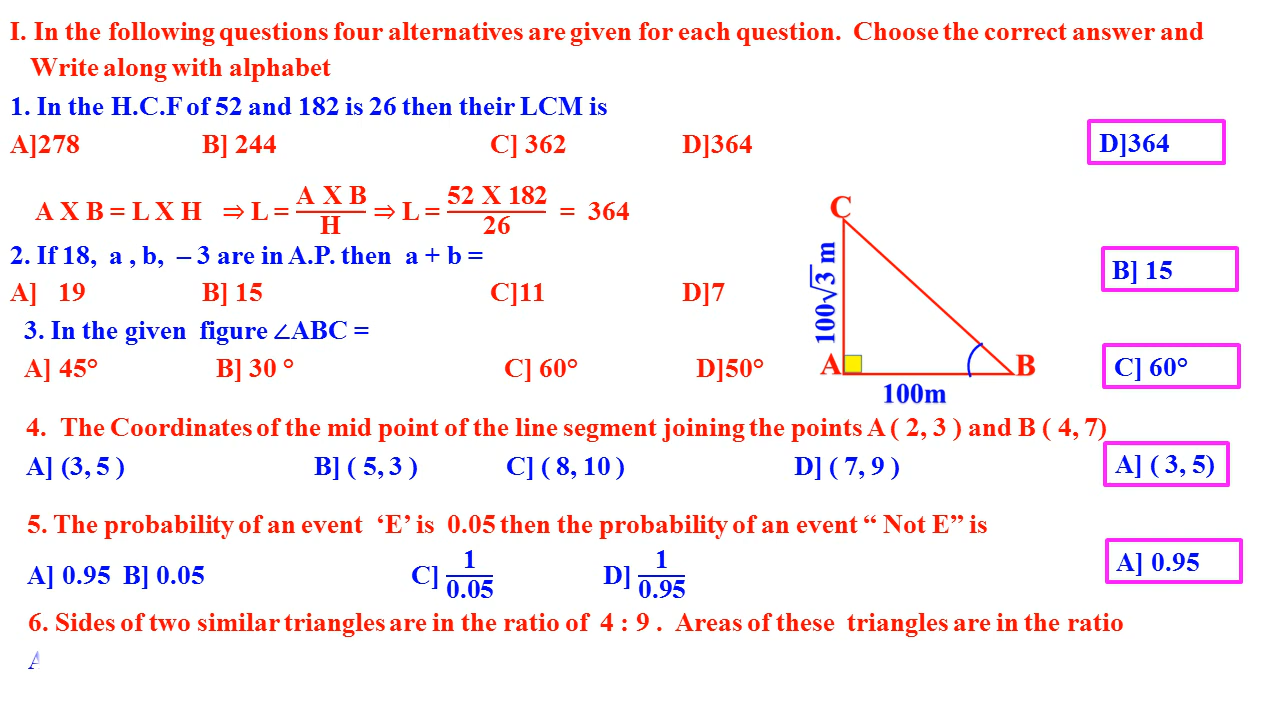 I. In the following questions four alternatives are given for each question. Choose the correct answer and
Write along with alphabet
1. In the H.C.F of 52 and 182 is 26 then their LCM is
A]278 B] 244 C] 362 D]364 D]364
A X B = L X H ⇒ L = A X B / H ⇒ L = 52 X 182 / 26 = 364
2. If 18, a , b, – 3 are in A.P. then a + b =
A] 19 B] 15 C]11 D]7 B] 15
3. In the given figure ∠ABC =
A] 45° B] 30 ° C] 60° D]50° C] 60°
C
100√3 m
A
B
100m
4. The Coordinates of the mid point of the line segment joining the points A ( 2, 3 ) and B ( 4, 7)
A] (3, 5 ) B] ( 5, 3 ) C] ( 8, 10 ) D] ( 7, 9 ) A] ( 3, 5)
5. The probability of an event ‘E’ is 0.05 then the probability of an event “ Not E” is
A] 0.95 B] 0.05 C] 1 / 0.05 D] 1 / 0.95 A] 0.95
6. Sides of two similar triangles are in the ratio of 4 : 9 . Areas of these triangles are in the ratio